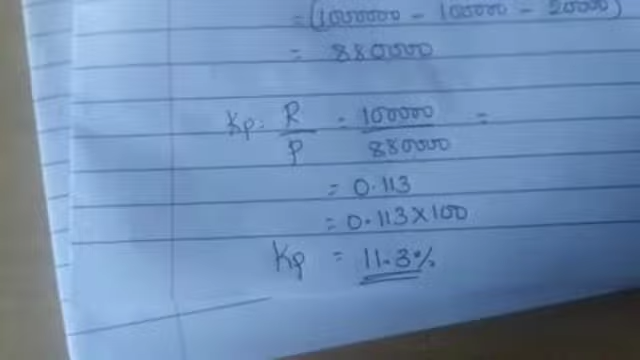 = (1000000 - 100000 - 20000)
= 880000
Kp = R/P = 100000/880000 =
= 0.113
= 0.113×100
Kp = 11.3%